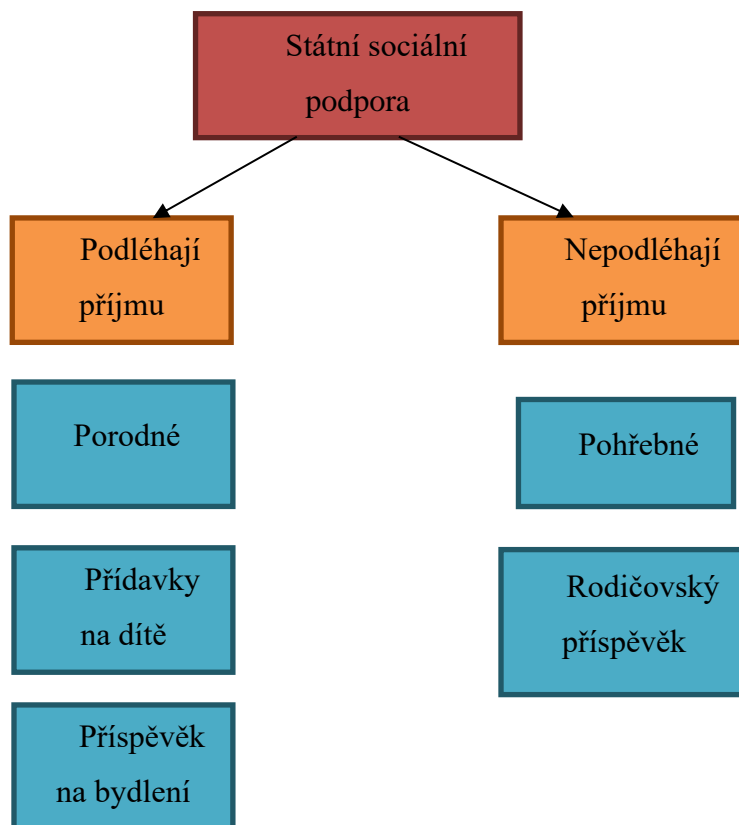 Státní sociální
podpora
Podléhají
příjmu
Nepodléhají
příjmu
Porodné
Pohřebné
Přídavky
na dítě
Rodičovský
příspěvěk
Příspěvěk
na bydlení